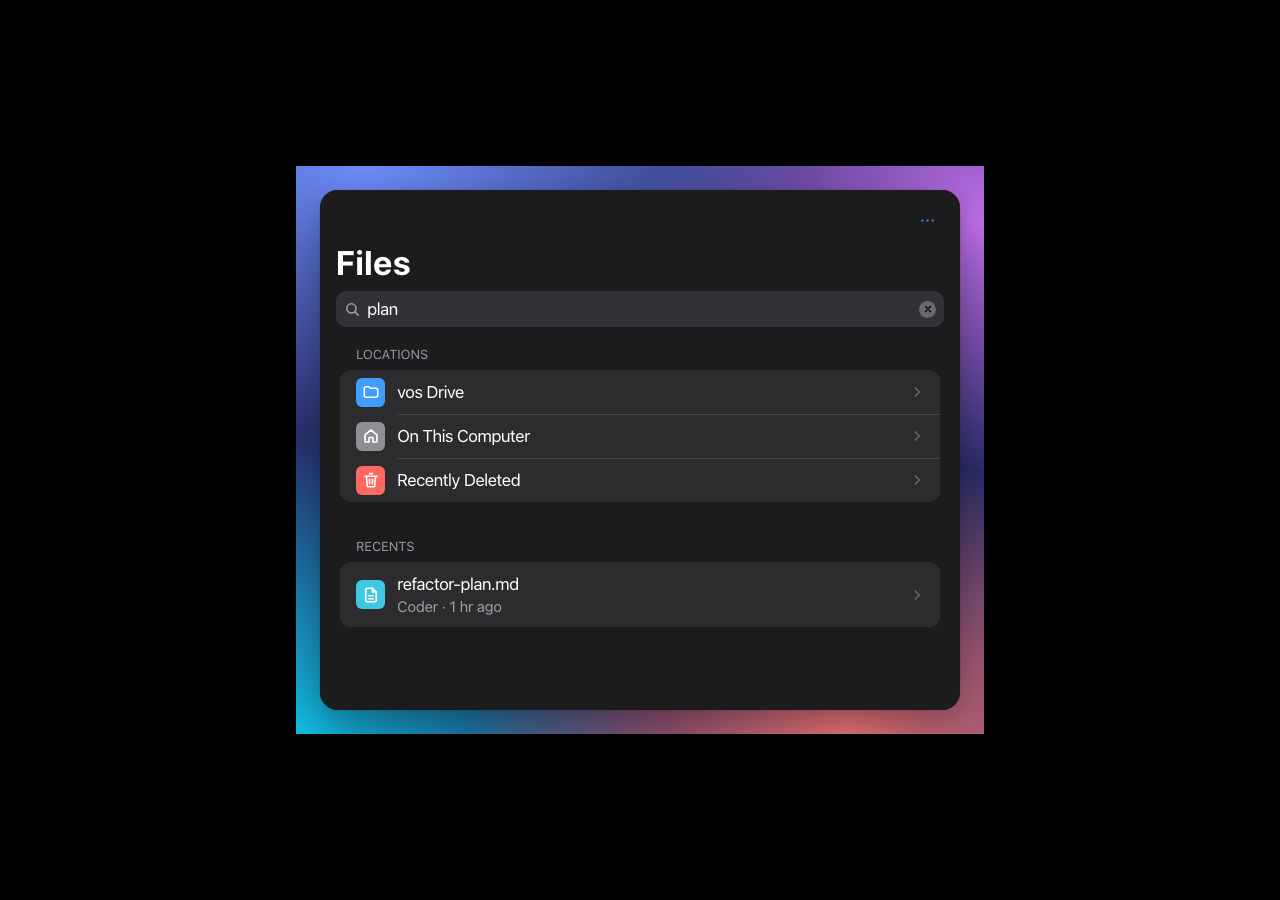 Files
plan
LOCATIONS
vos Drive
On This Computer
Recently Deleted
RECENTS
refactor-plan.md
Coder · 1 hr ago